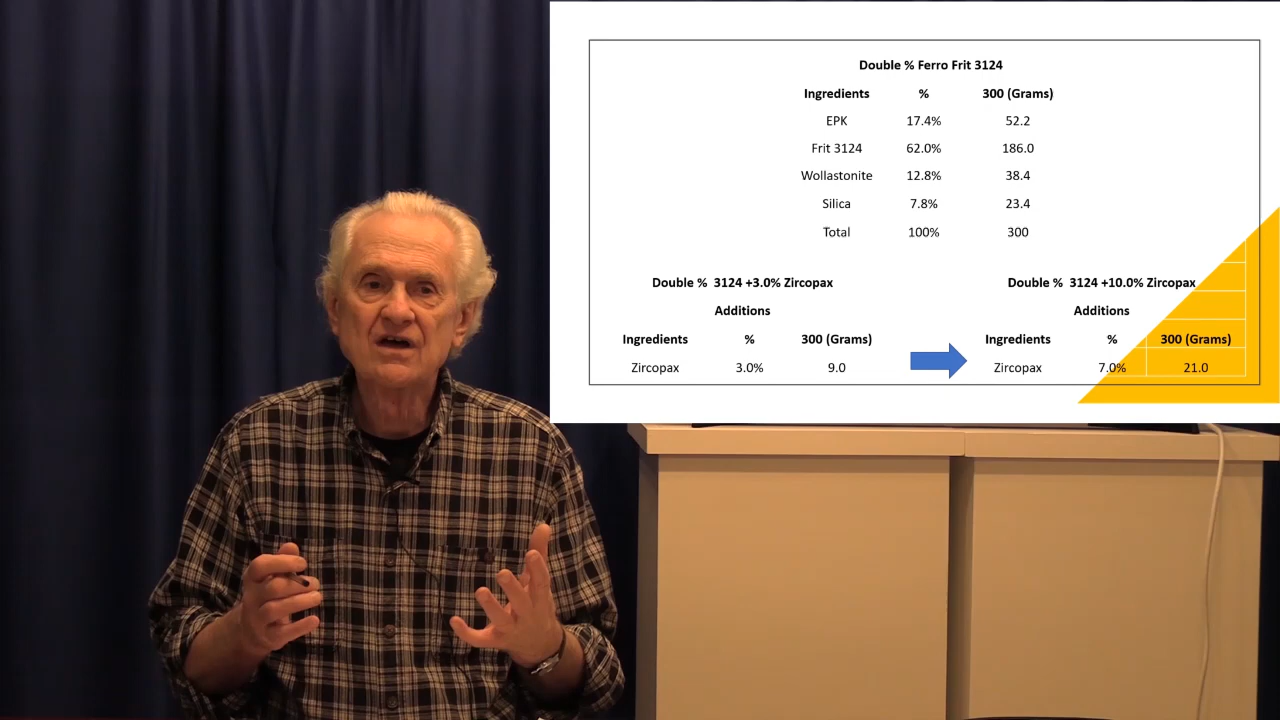 Double % Ferro Frit 3124
Ingredients % 300 (Grams)
EPK 17.4% 52.2
Frit 3124 62.0% 186.0
Wollastonite 12.8% 38.4
Silica 7.8% 23.4
Total 100% 300
Double % 3124 +3.0% Zircopax
Additions
Ingredients % 300 (Grams)
Zircopax 3.0% 9.0
Double % 3124 +10.0% Zircopax
Additions
Ingredients % 300 (Grams)
Zircopax 7.0% 21.0